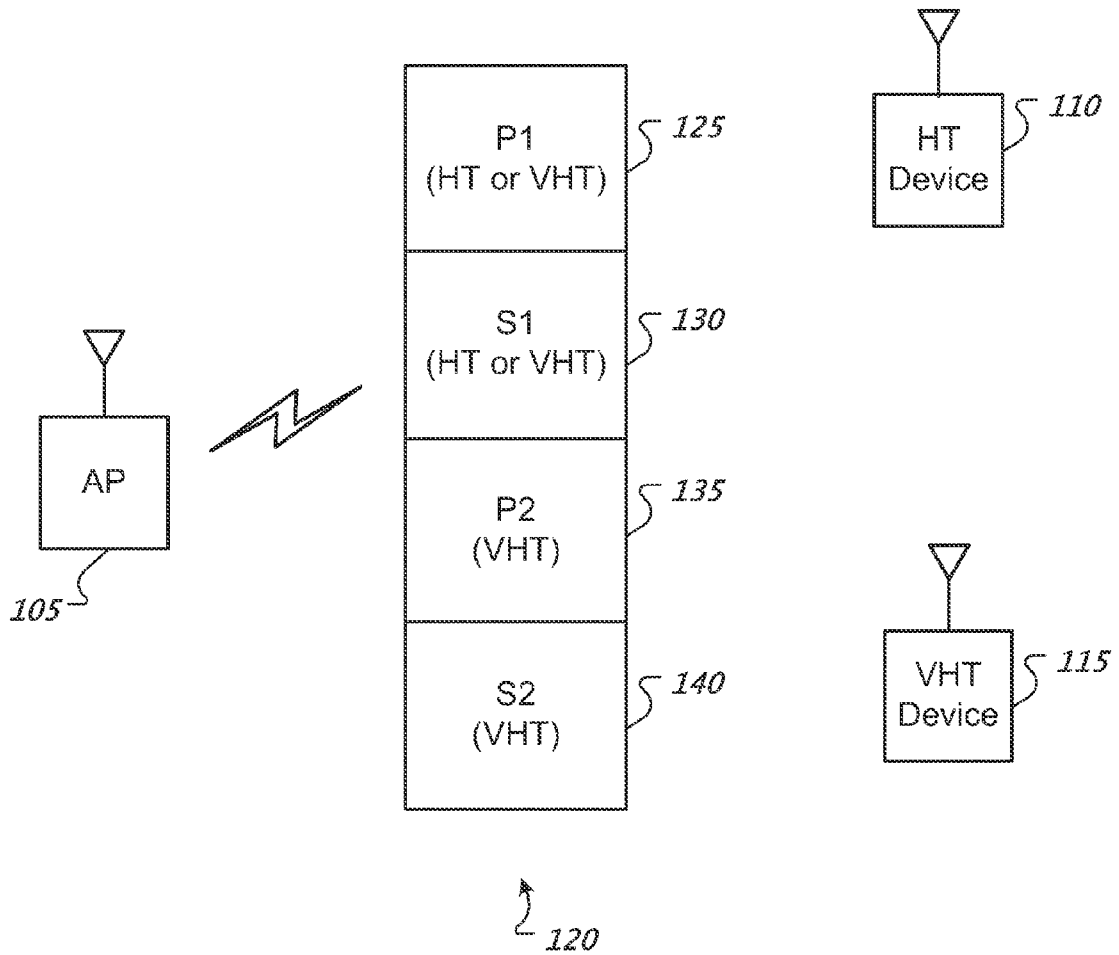 P1
(HT or VHT)
125
HT
Device
110
S1
(HT or VHT)
130
AP
105
P2
(VHT)
135
S2
(VHT)
140
VHT
Device
115
120